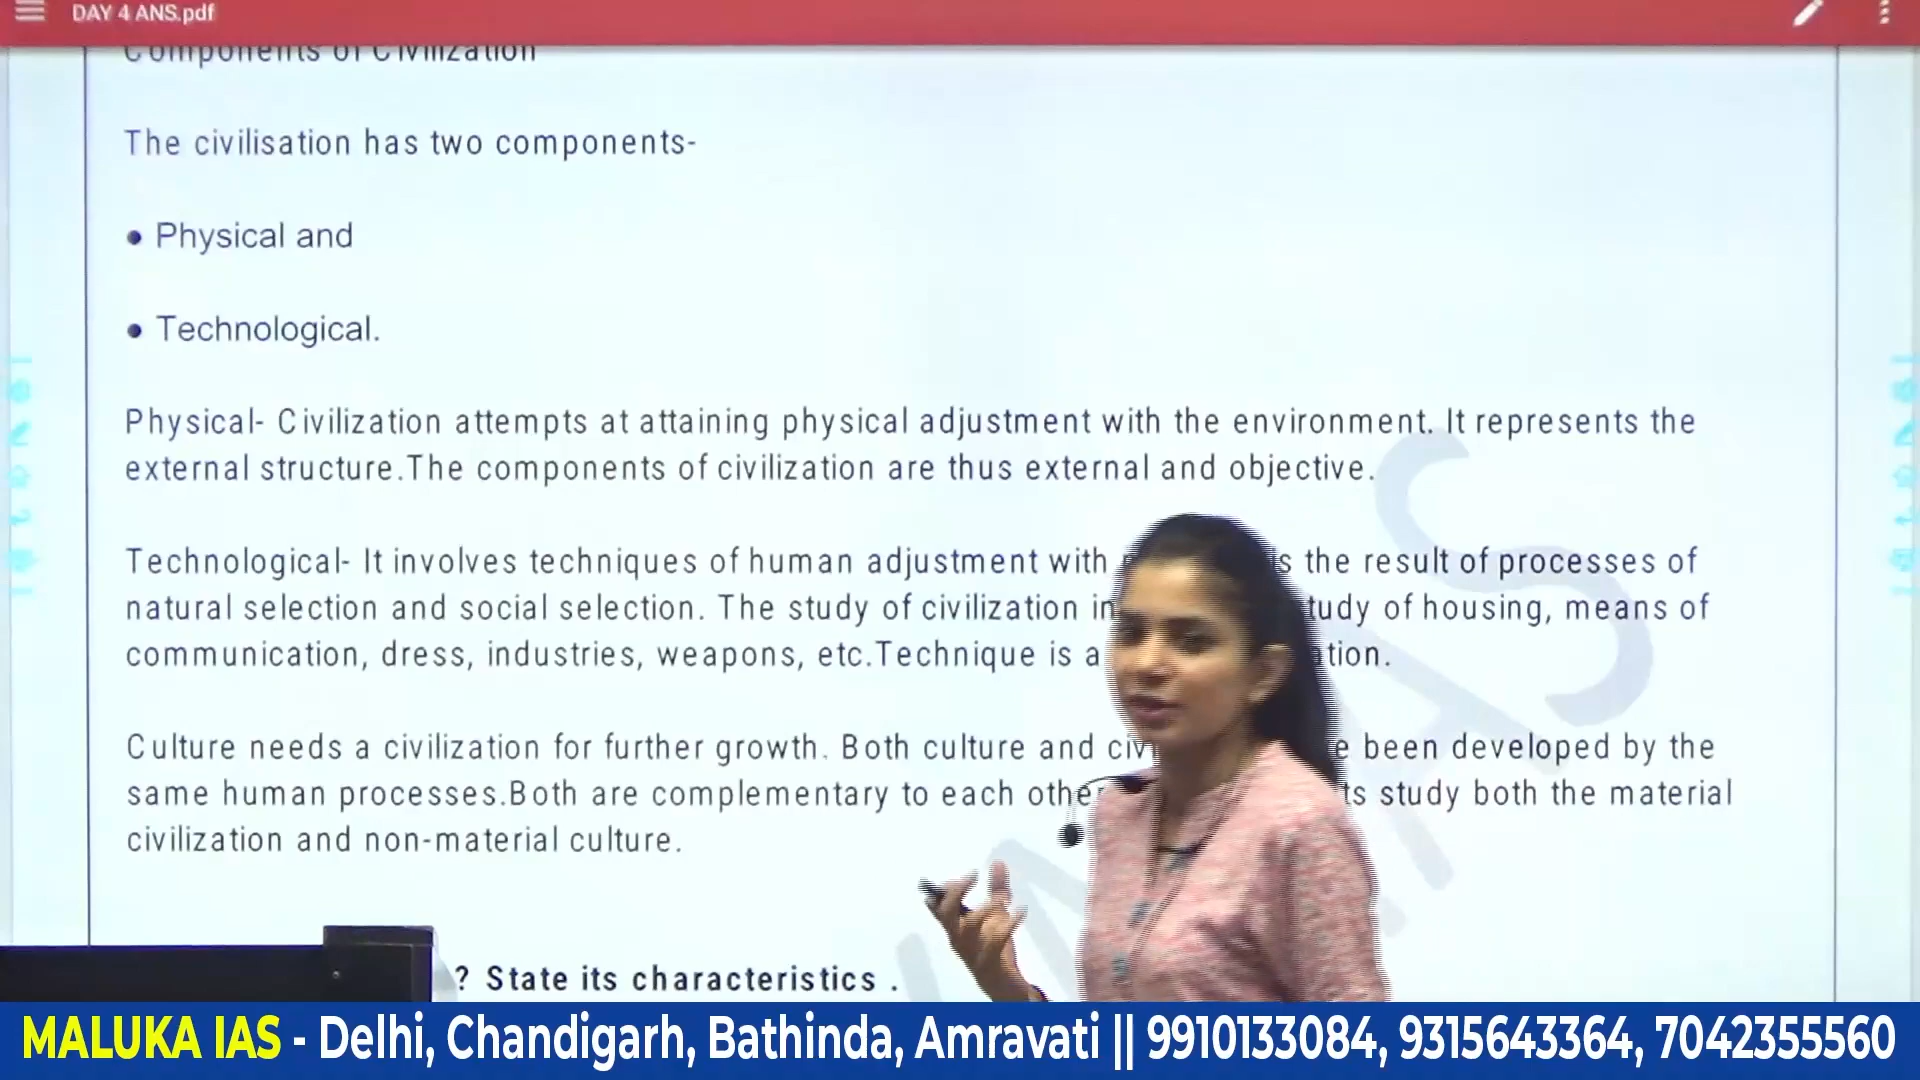 DAY 4 ANS.pdf
Components of Civilization
The civilisation has two components-
• Physical and
• Technological.
Physical- Civilization attempts at attaining physical adjustment with the environment. It represents the
external structure.The components of civilization are thus external and objective.
Technological- It involves techniques of human adjustment with s the result of processes of
natural selection and social selection. The study of civilization in tudy of housing, means of
communication, dress, industries, weapons, etc.Technique is a tion.
Culture needs a civilization for further growth. Both culture and civ e been developed by the
same human processes.Both are complementary to each othe ts study both the material
civilization and non-material culture.
? State its characteristics .
MALUKA IAS - Delhi, Chandigarh, Bathinda, Amravati || 9910133084, 9315643364, 7042355560